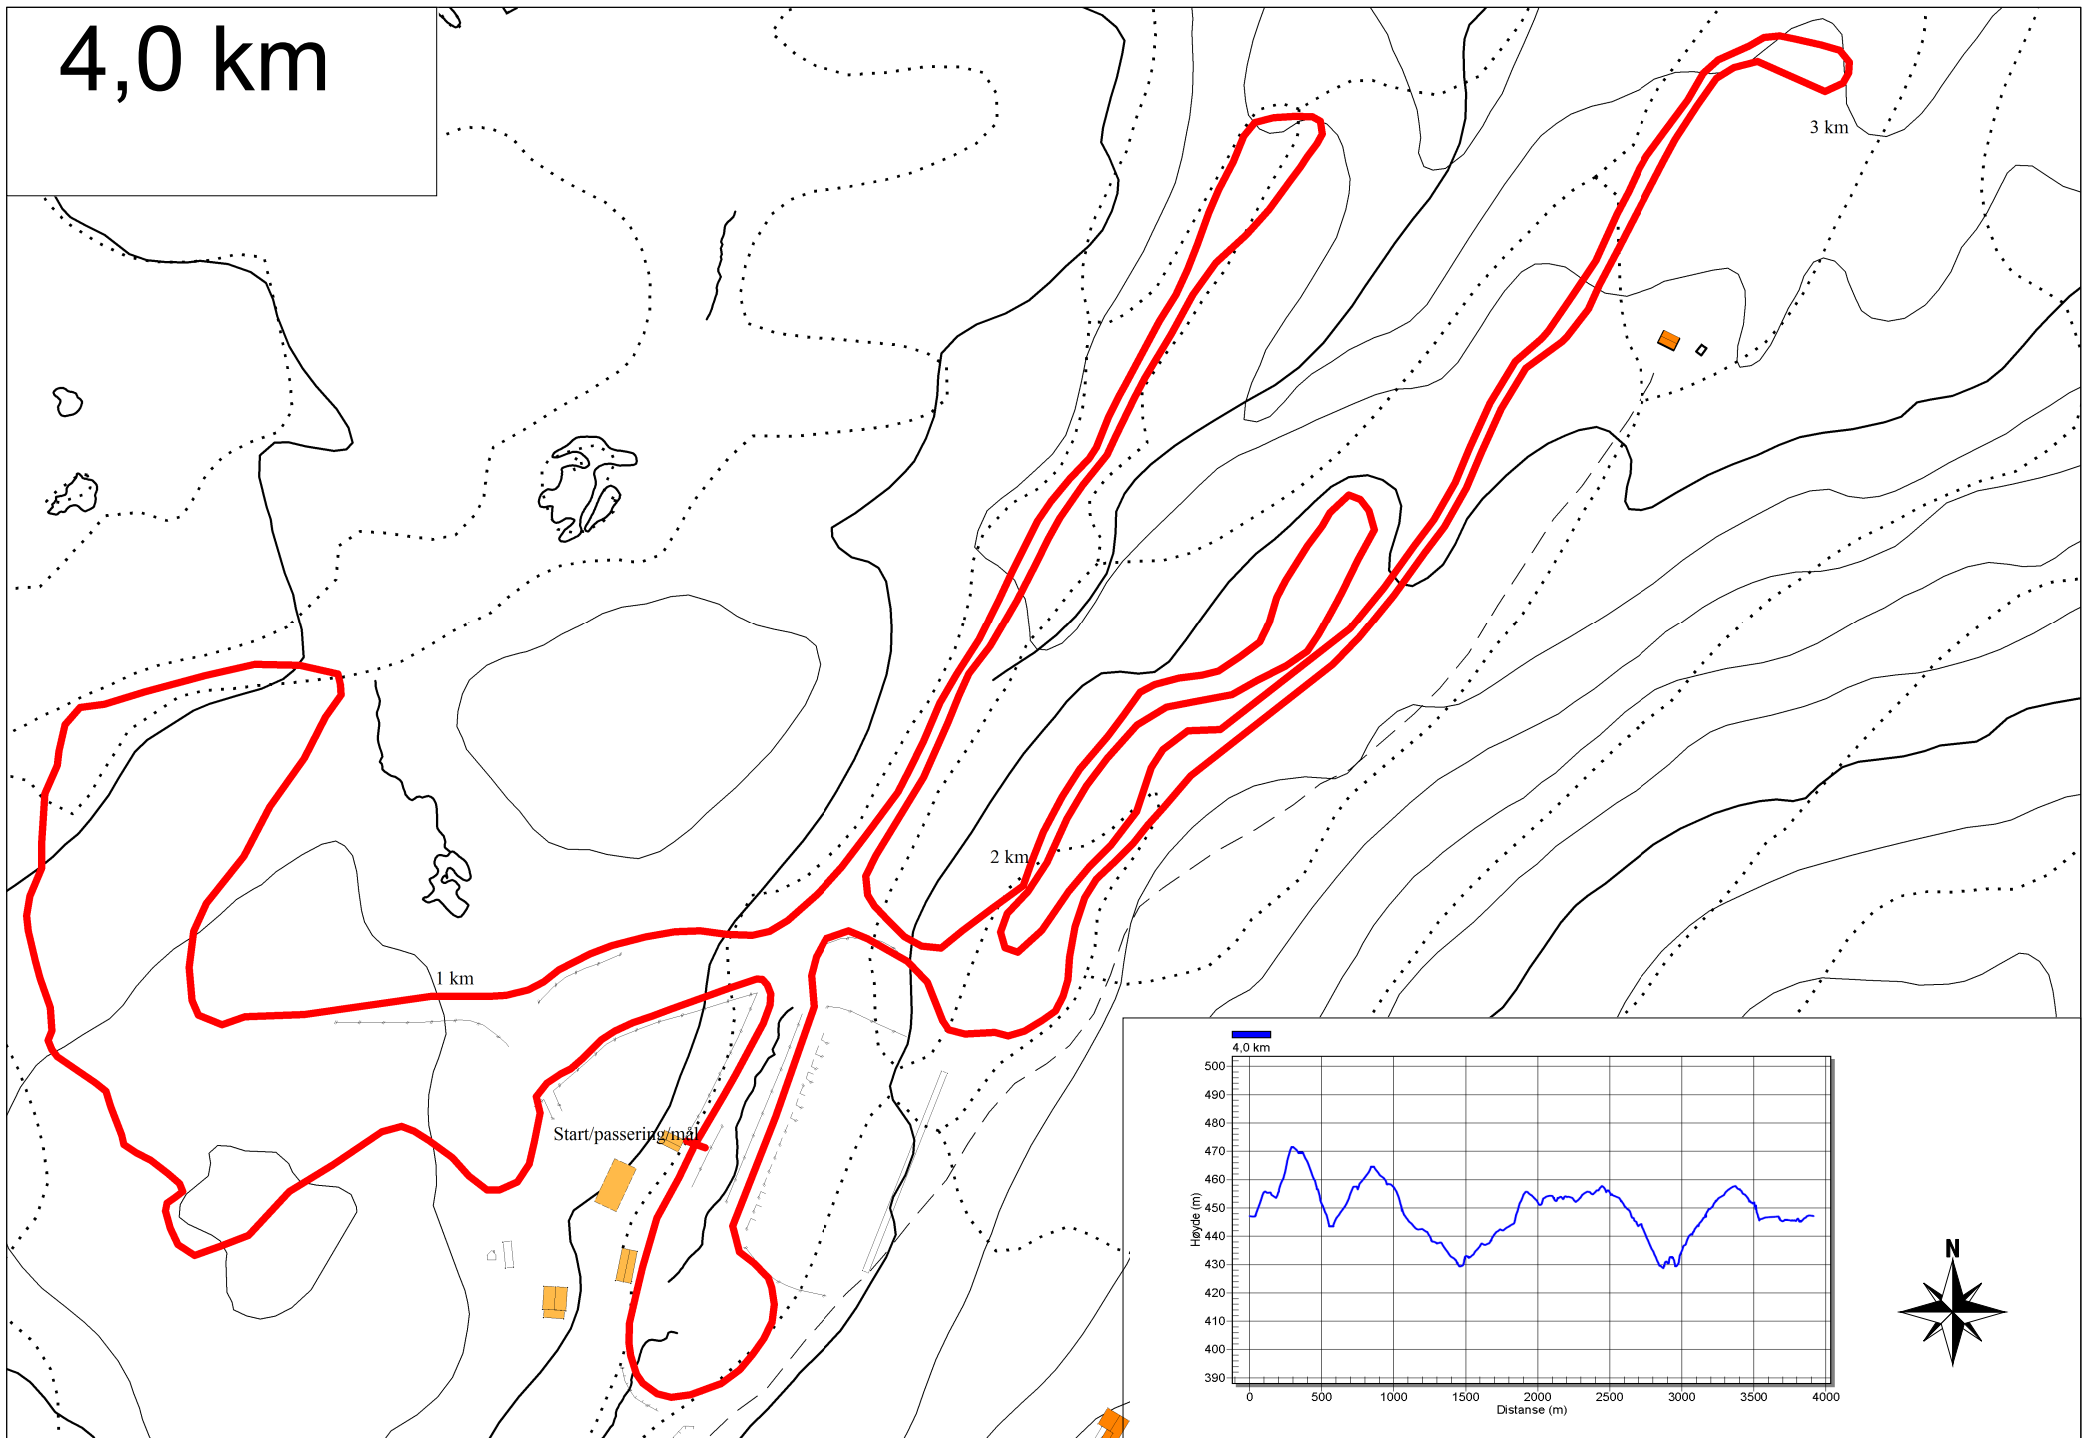 4,0 km
3 km
2 km
1 km
Start/passering/mål
4,0 km
500
490
480
470
460
450
440
430
420
410
400
390
Høyde (m)
0 500 1000 1500 2000 2500 3000 3500 4000
Distanse (m)
N